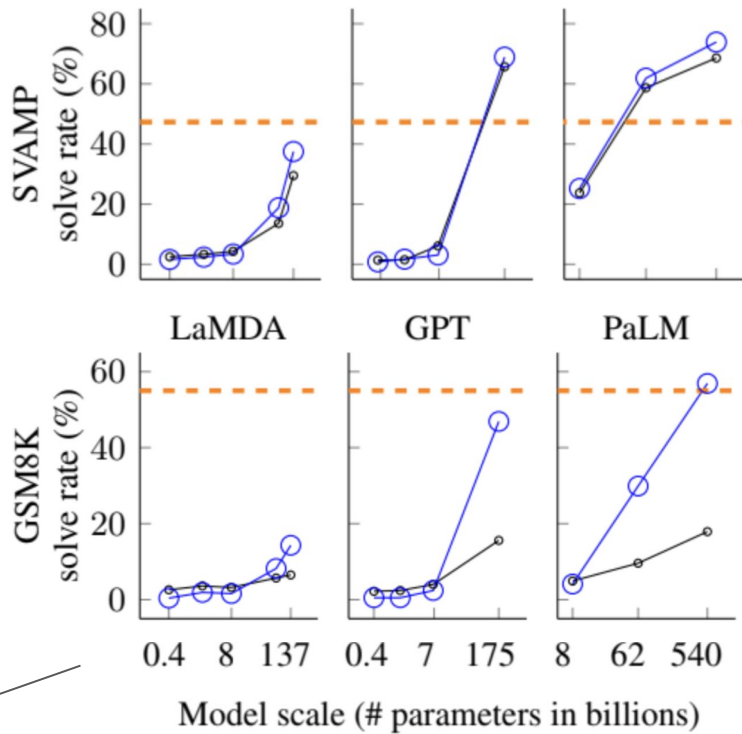 80
60
40
20
0
SVAMP
solve rate (%)
LaMDA GPT PaLM
60
40
20
0
GSM8K
solve rate (%)
0.4 8 137 0.4 7 175 8 62 540
Model scale (# parameters in billions)